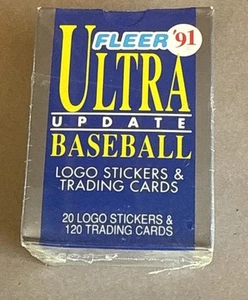 FLEER '91
ULTRA
UPDATE
BASEBALL
LOGO STICKERS &
TRADING CARDS
20 LOGO STICKERS &
120 TRADING CARDS